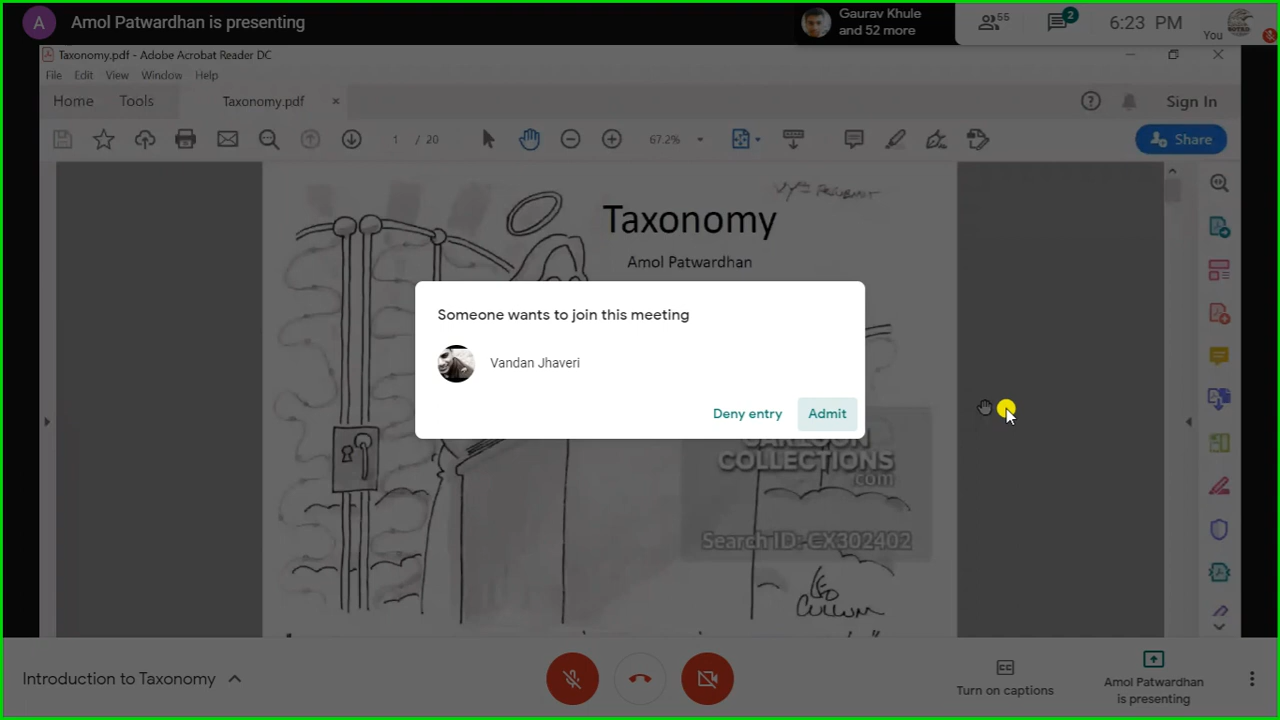 A Amol Patwardhan is presenting
Gaurav Khule
and 52 more
55
2
6:23 PM
You
Taxonomy.pdf - Adobe Acrobat Reader DC
File Edit View Window Help
Home Tools Taxonomy.pdf ×
Sign In
1 / 20
67.2%
Share
Taxonomy
Amol Patwardhan
Someone wants to join this meeting
Vandan Jhaveri
Deny entry Admit
CARTOON
COLLECTIONS
.com
Search ID: CX302402
LEO
CULLUM
Introduction to Taxonomy
CC
Turn on captions
Amol Patwardhan
is presenting